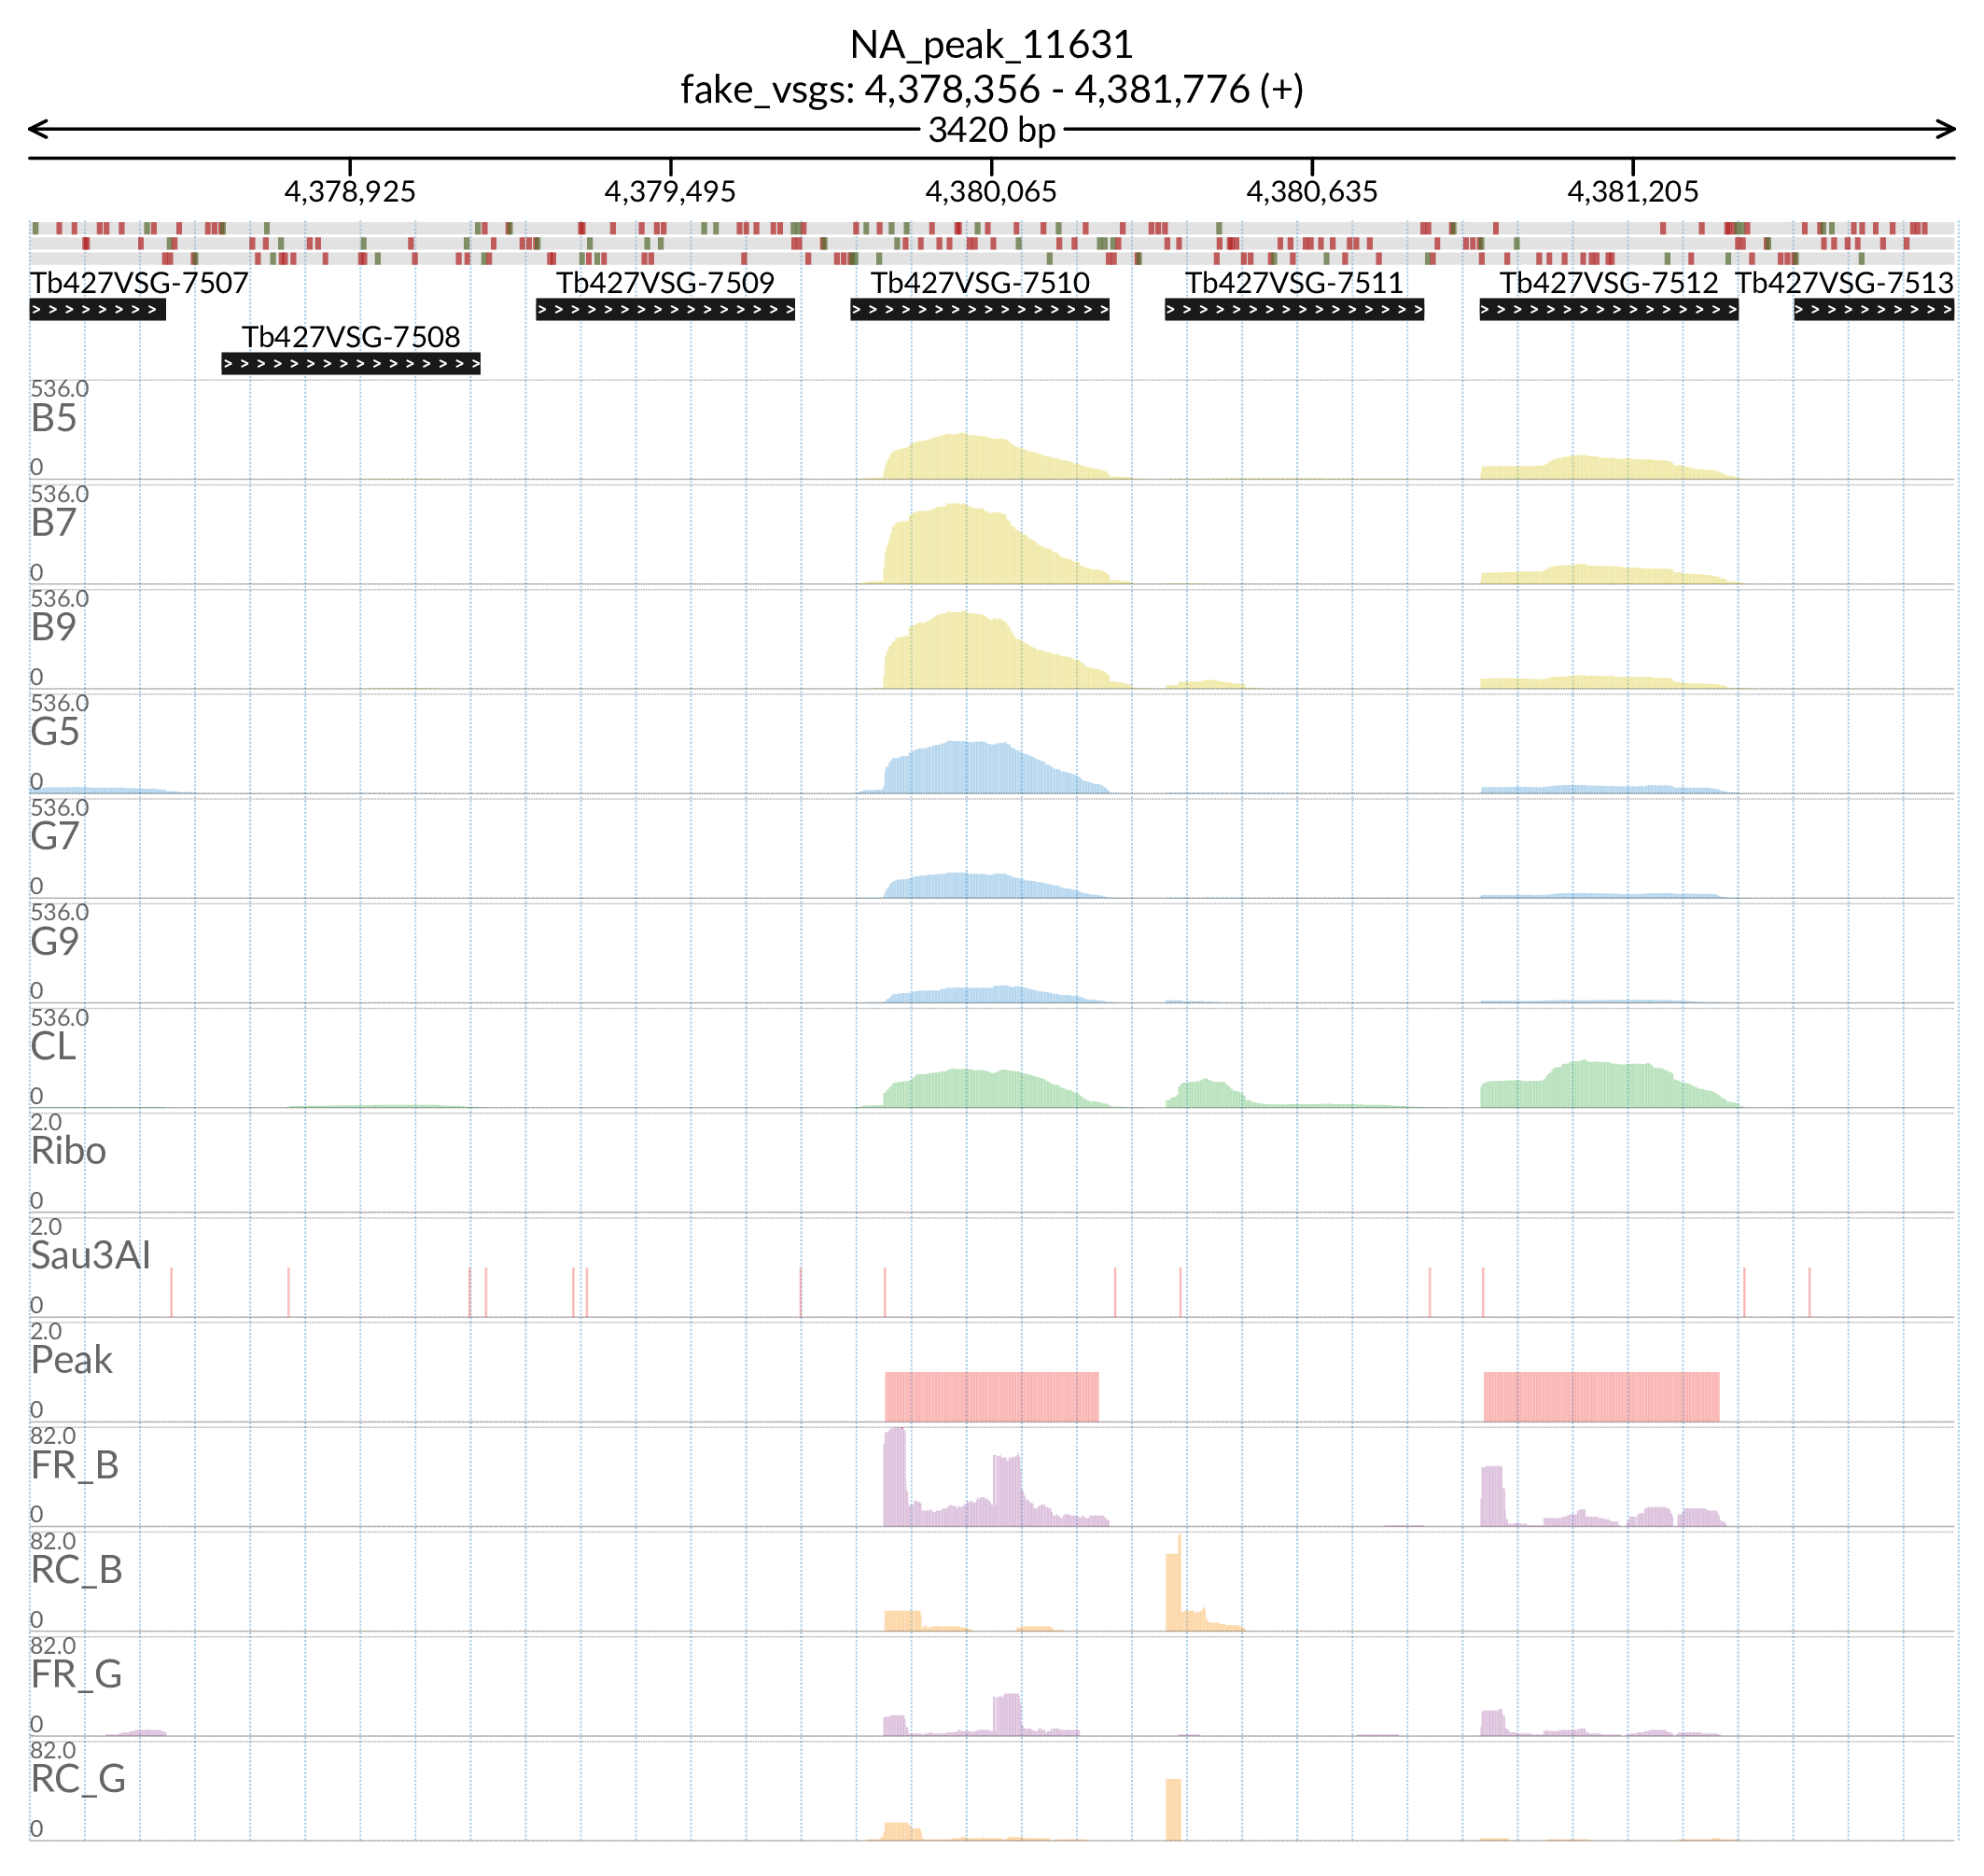 NA_peak_11631
fake_vsgs: 4,378,356 - 4,381,776 (+)
3420 bp
4,378,925 4,379,495 4,380,065 4,380,635 4,381,205
Tb427VSG-7507 Tb427VSG-7509 Tb427VSG-7510 Tb427VSG-7511 Tb427VSG-7512 Tb427VSG-7513
Tb427VSG-7508
536.0
B5
0
536.0
B7
0
536.0
B9
0
536.0
G5
0
536.0
G7
0
536.0
G9
0
536.0
CL
0
2.0
Ribo
0
2.0
Sau3AI
0
2.0
Peak
0
82.0
FR_B
0
82.0
RC_B
0
82.0
FR_G
0
82.0
RC_G
0